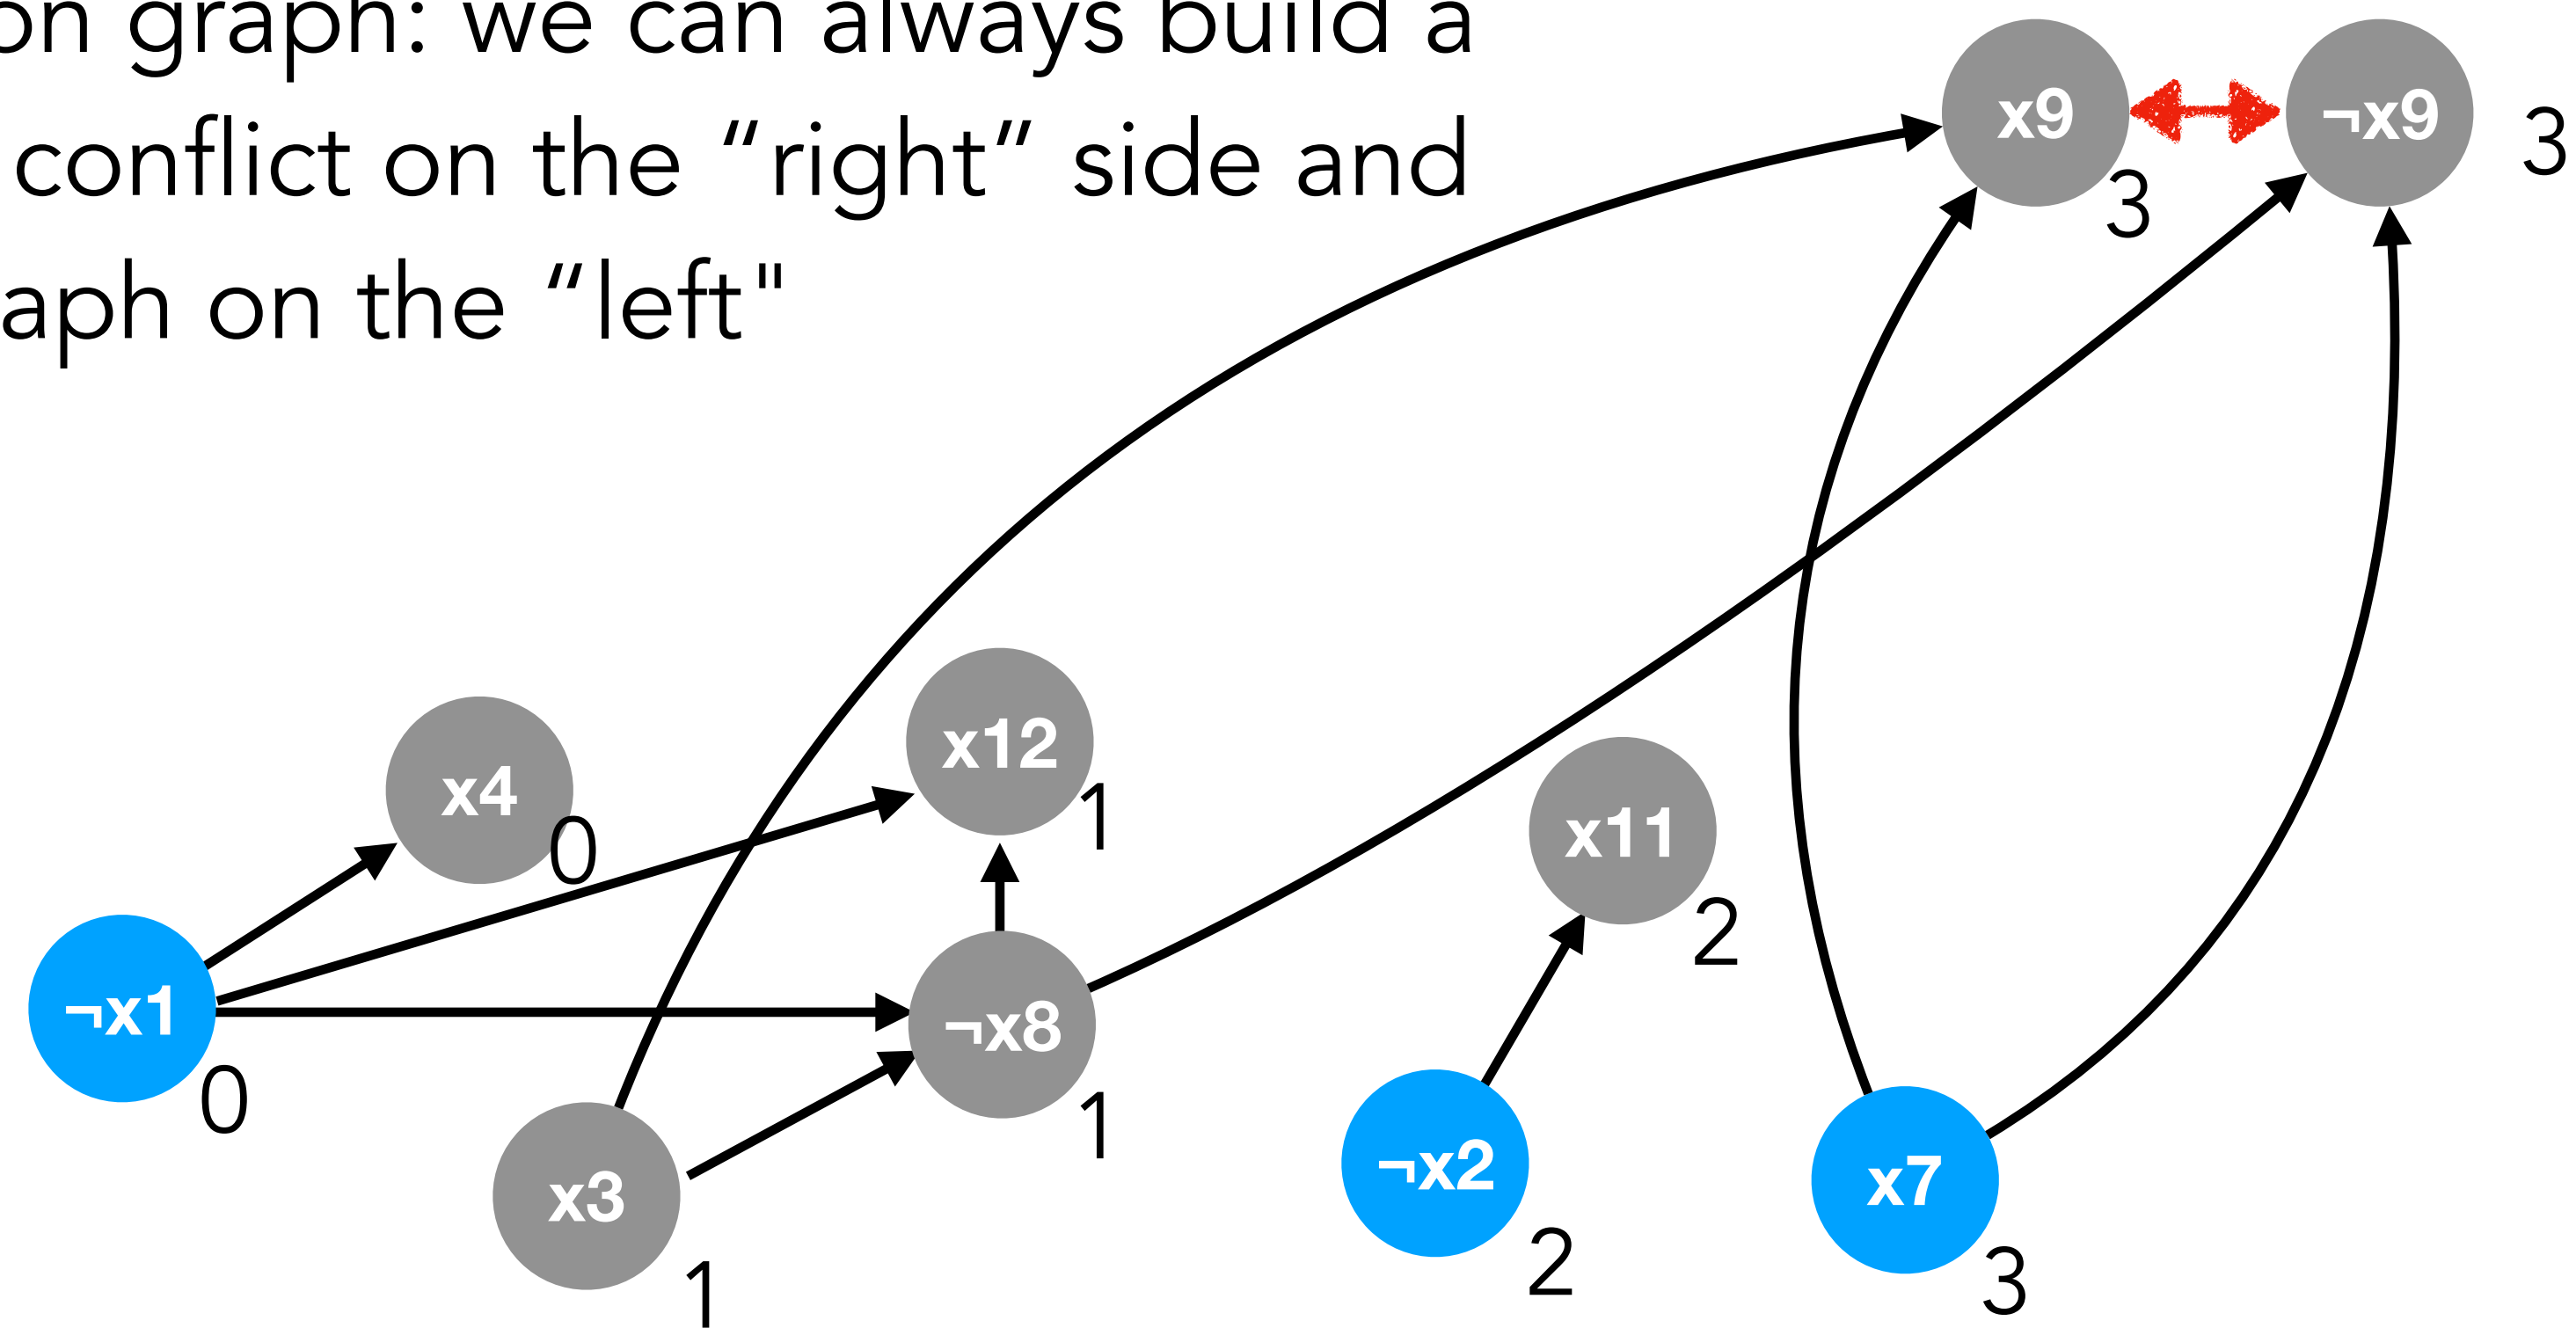 on graph: we can always build a
conflict on the “right” side and
aph on the “left"
x9
¬x9
3
3
x12
1
x4
0
x11
2
¬x1
0
¬x8
1
x3
1
¬x2
2
x7
3